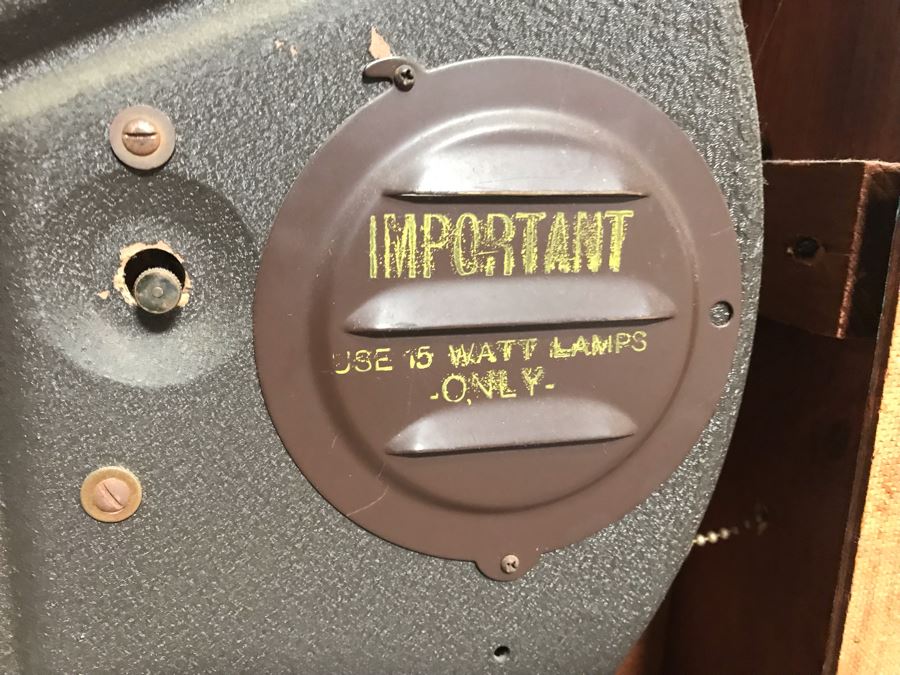 IMPORTANT
USE 15 WATT LAMPS
-ONLY-